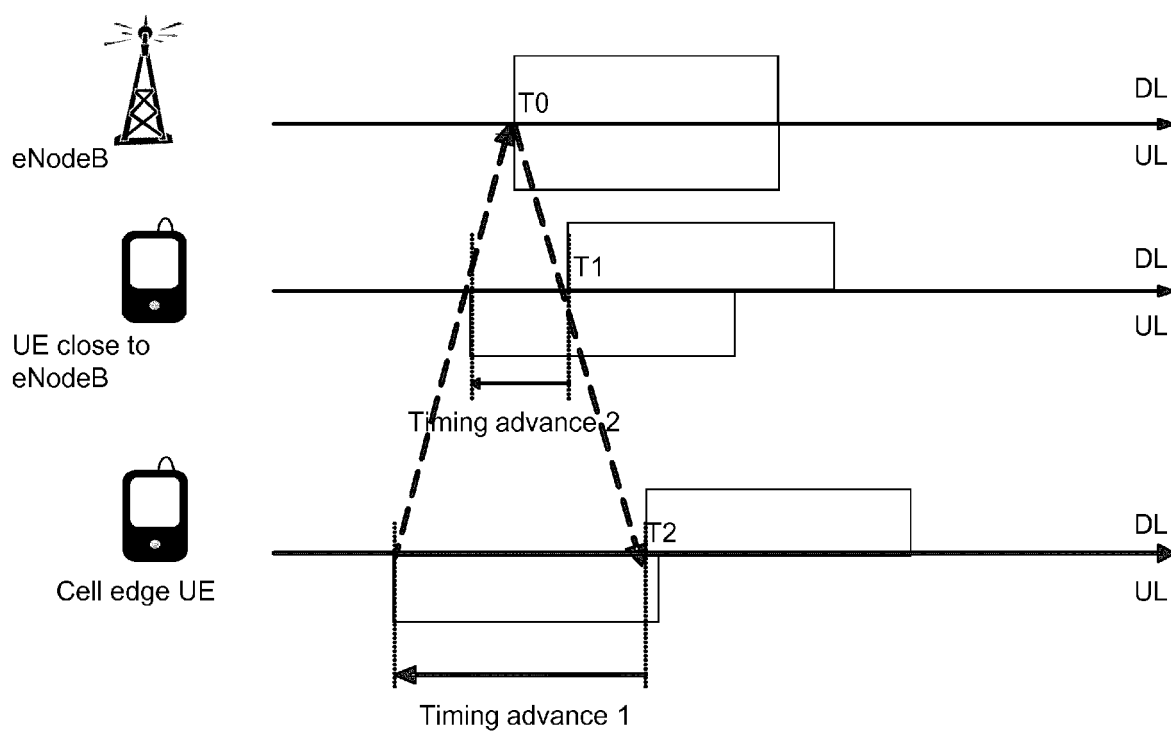 T0
DL
eNodeB
UL
T1
DL
UE close to
eNodeB
UL
Timing advance 2
T2
DL
Cell edge UE
UL
Timing advance 1